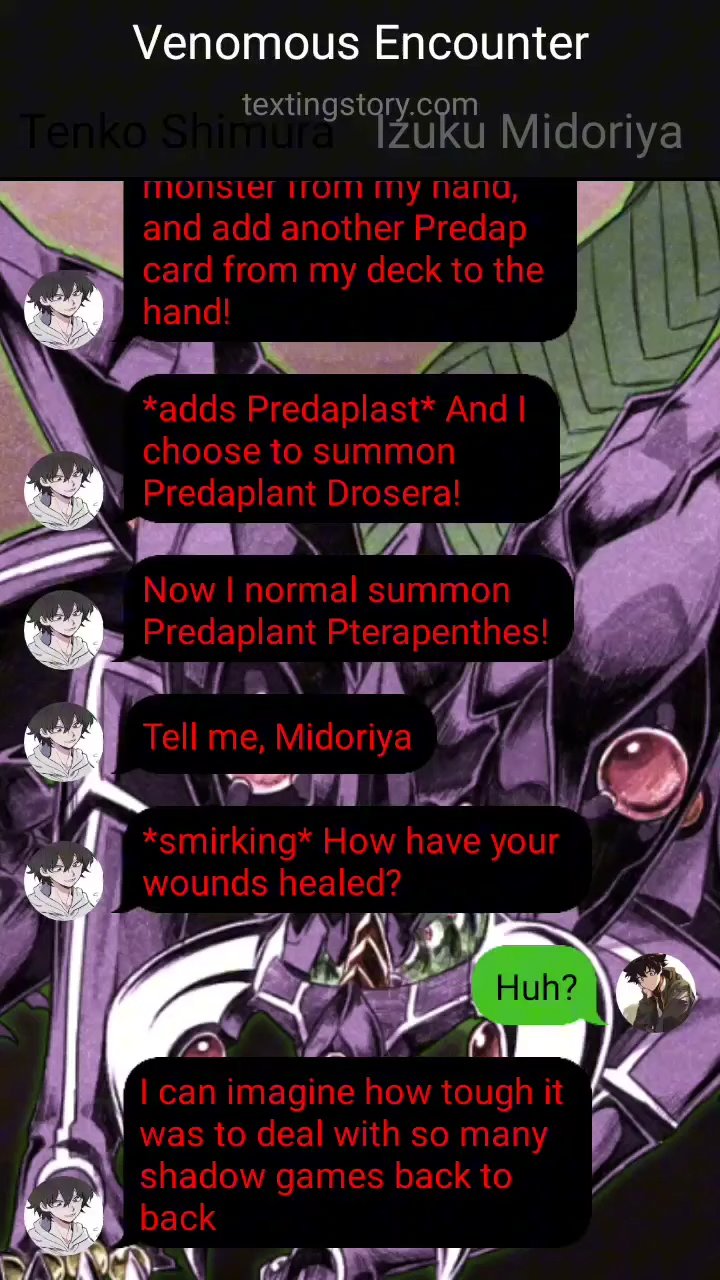 Venomous Encounter
textingstory.com
Tenko Shimura Izuku Midoriya
monster from my hand,
and add another Predap
card from my deck to the
hand!
*adds Predaplast* And I
choose to summon
Predaplant Drosera!
Now I normal summon
Predaplant Pterapenthes!
Tell me, Midoriya
*smirking* How have your
wounds healed?
Huh?
I can imagine how tough it
was to deal with so many
shadow games back to
back